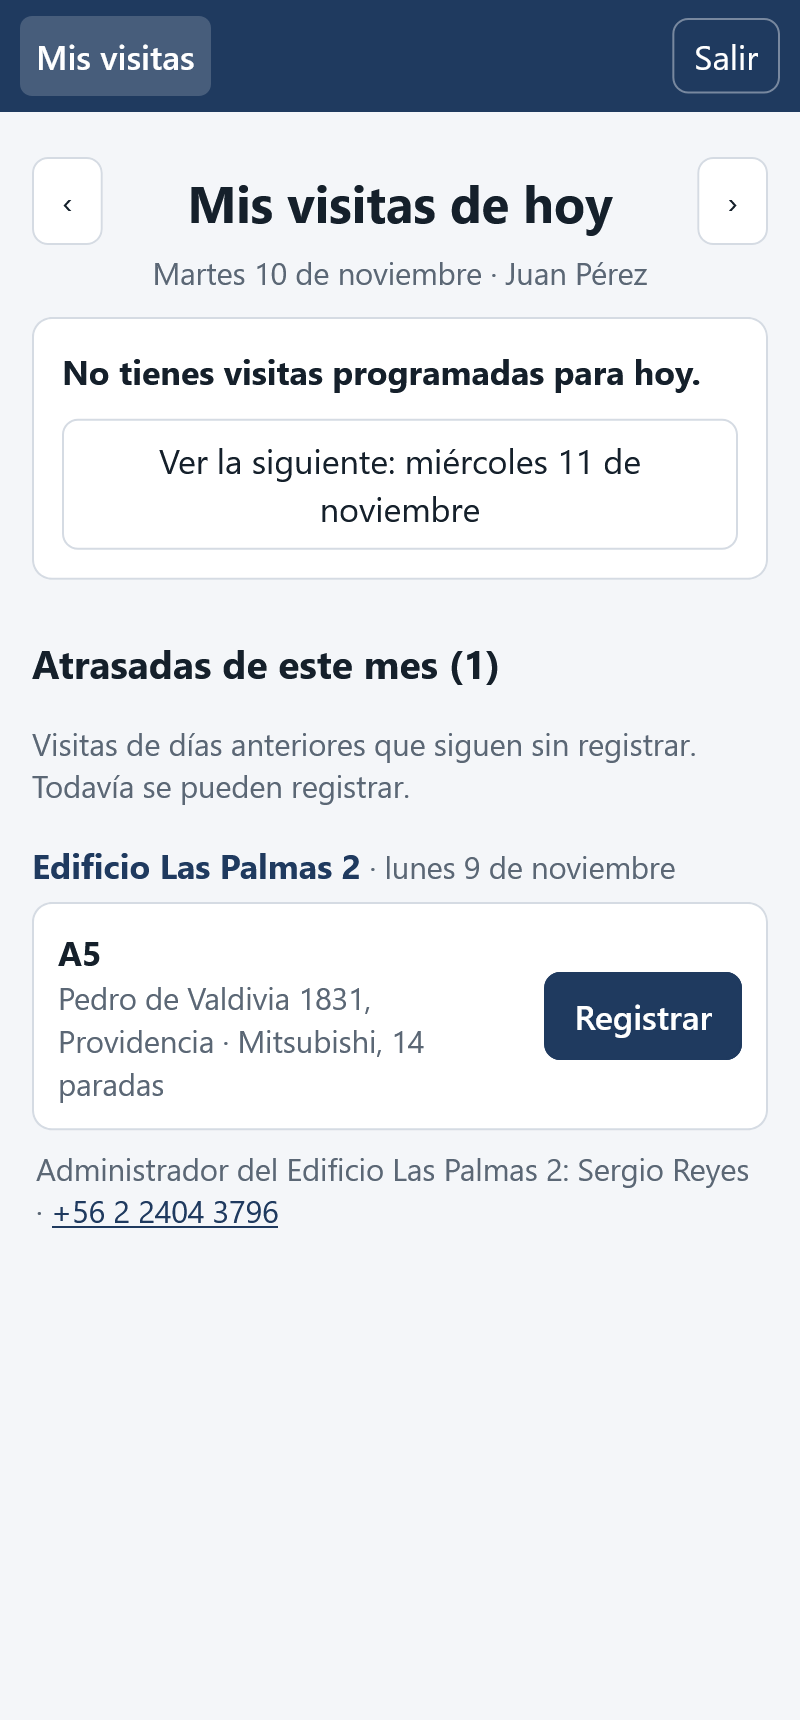 Mis visitas
Salir
‹
Mis visitas de hoy
›
Martes 10 de noviembre · Juan Pérez
No tienes visitas programadas para hoy.
Ver la siguiente: miércoles 11 de
noviembre
Atrasadas de este mes (1)
Visitas de días anteriores que siguen sin registrar.
Todavía se pueden registrar.
Edificio Las Palmas 2 · lunes 9 de noviembre
A5
Pedro de Valdivia 1831,
Providencia · Mitsubishi, 14
paradas
Registrar
Administrador del Edificio Las Palmas 2: Sergio Reyes
· +56 2 2404 3796